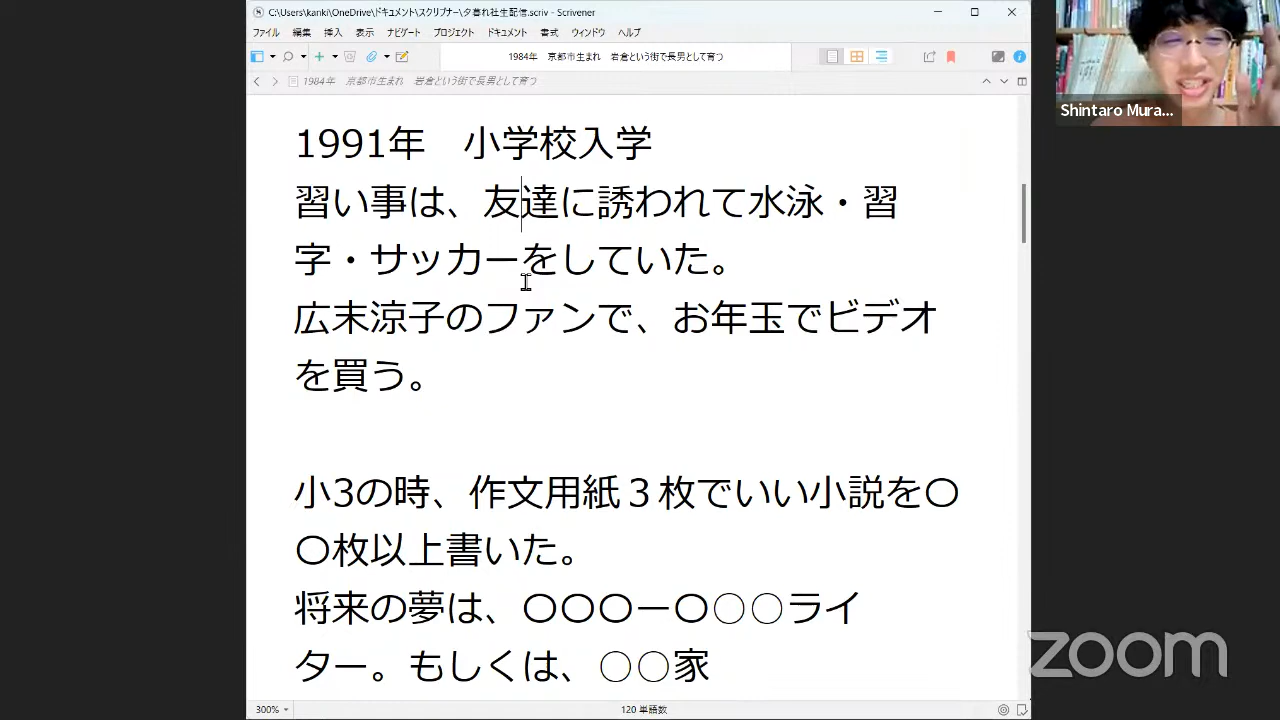 C:\Users\kanki\OneDrive\ドキュメント\スクリプナー\夕暮れ社生配信.scriv - Scrivener
ファイル 編集 挿入 表示 ナビゲート プロジェクト ドキュメント 書式 ウインドウ ヘルプ
1984年　京都市生まれ　岩倉という街で長男として育つ
1984年　京都市生まれ　岩倉という街で長男として育つ
Shintaro Mura...
1991年　小学校入学
習い事は、友達に誘われて水泳・習
字・サッカーをしていた。
広末涼子のファンで、お年玉でビデオ
を買う。
小3の時、作文用紙３枚でいい小説を〇
〇枚以上書いた。
将来の夢は、〇〇〇ー〇○○ライ
ター。もしくは、○○家
zoom
300%
120 単語数